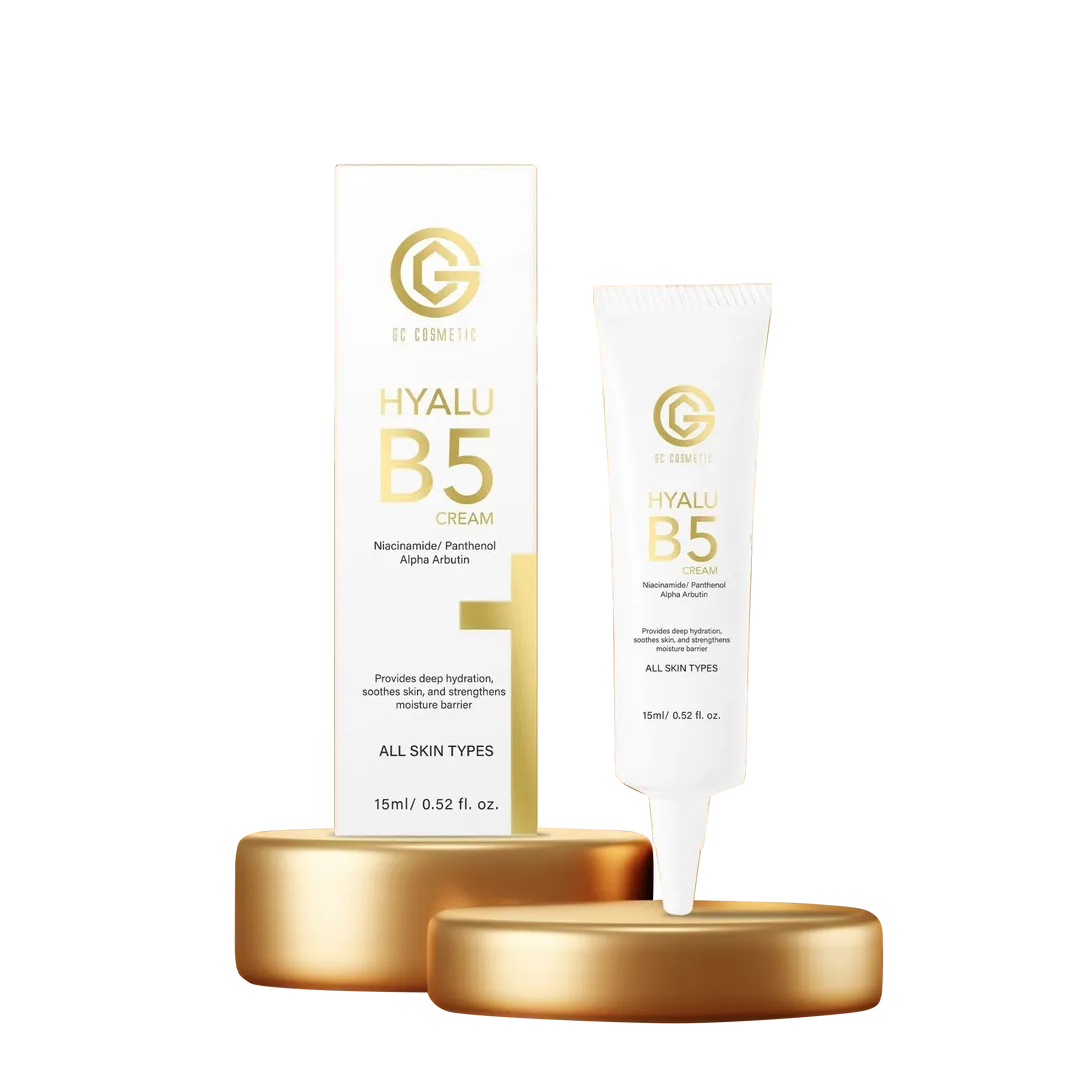 GC COSMETIC
HYALU
B5
CREAM
Niacinamide/ Panthenol
Alpha Arbutin
Provides deep hydration,
soothes skin, and strengthens
moisture barrier
ALL SKIN TYPES
15ml/ 0.52 fl. oz.
GC COSMETIC
HYALU
B5
CREAM
Niacinamide/ Panthenol
Alpha Arbutin
Provides deep hydration,
soothes skin, and strengthens
moisture barrier
ALL SKIN TYPES
15ml/ 0.52 fl. oz.